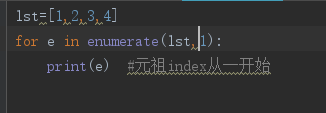 lst=[1,2,3,4]
for e in enumerate(lst,1):
    print(e)  #元祖index从一开始